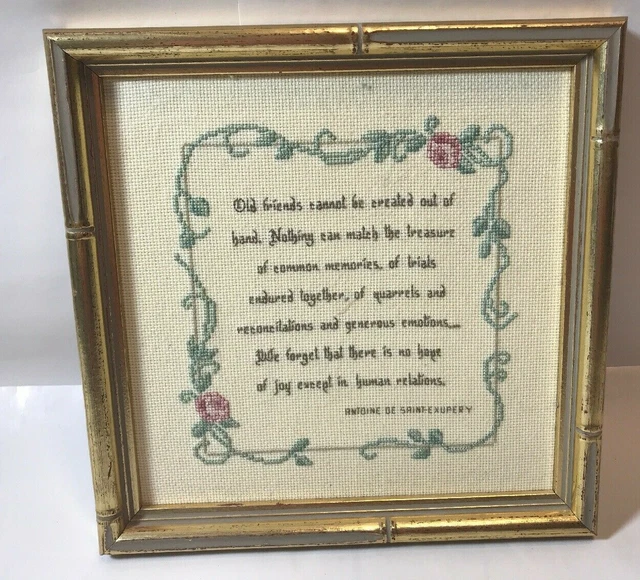 Old friends cannot be created out of
hand. Nothing can match the treasure
of common memories, of trials
endured together, of quarrels and
reconciliations and generous emotions...
We forget that there is no hope
of joy except in human relations.
ANTOINE DE SAINT-EXUPERY